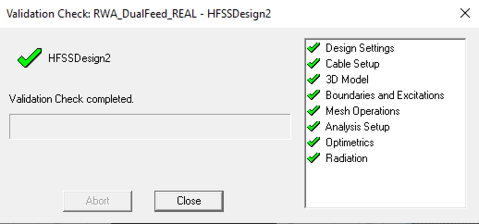 Validation Check: RWA_DualFeed_REAL - HFSSDesign2
HFSSDesign2
Validation Check completed.
Abort
Close
Design Settings
Cable Setup
3D Model
Boundaries and Excitations
Mesh Operations
Analysis Setup
Optimetrics
Radiation